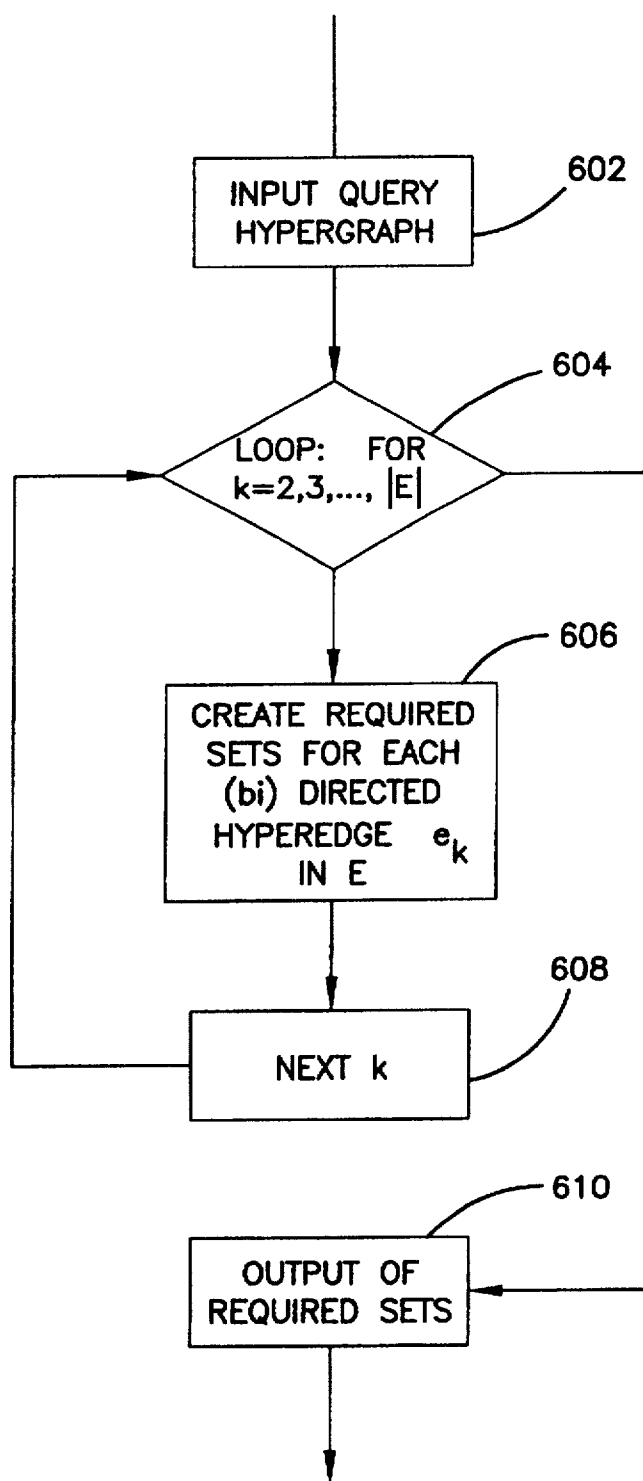 INPUT QUERY
HYPERGRAPH
602
604
LOOP: FOR
k=2,3,..., |E|
606
CREATE REQUIRED
SETS FOR EACH
(bi) DIRECTED
HYPEREDGE e_k
IN E
608
NEXT k
610
OUTPUT OF
REQUIRED SETS